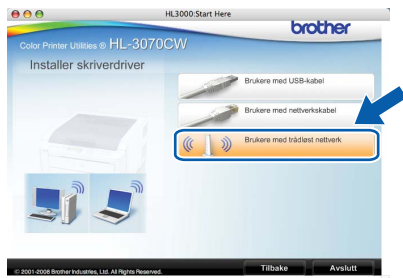 HL3000:Start Here
brother
Color Printer Utilities ® HL-3070CW
Installer skriverdriver
Brukere med USB-kabel
Brukere med nettverkskabel
Brukere med trådløst nettverk
© 2001-2008 Brother Industries, Ltd. All Rights Reserved.
Tilbake
Avslutt